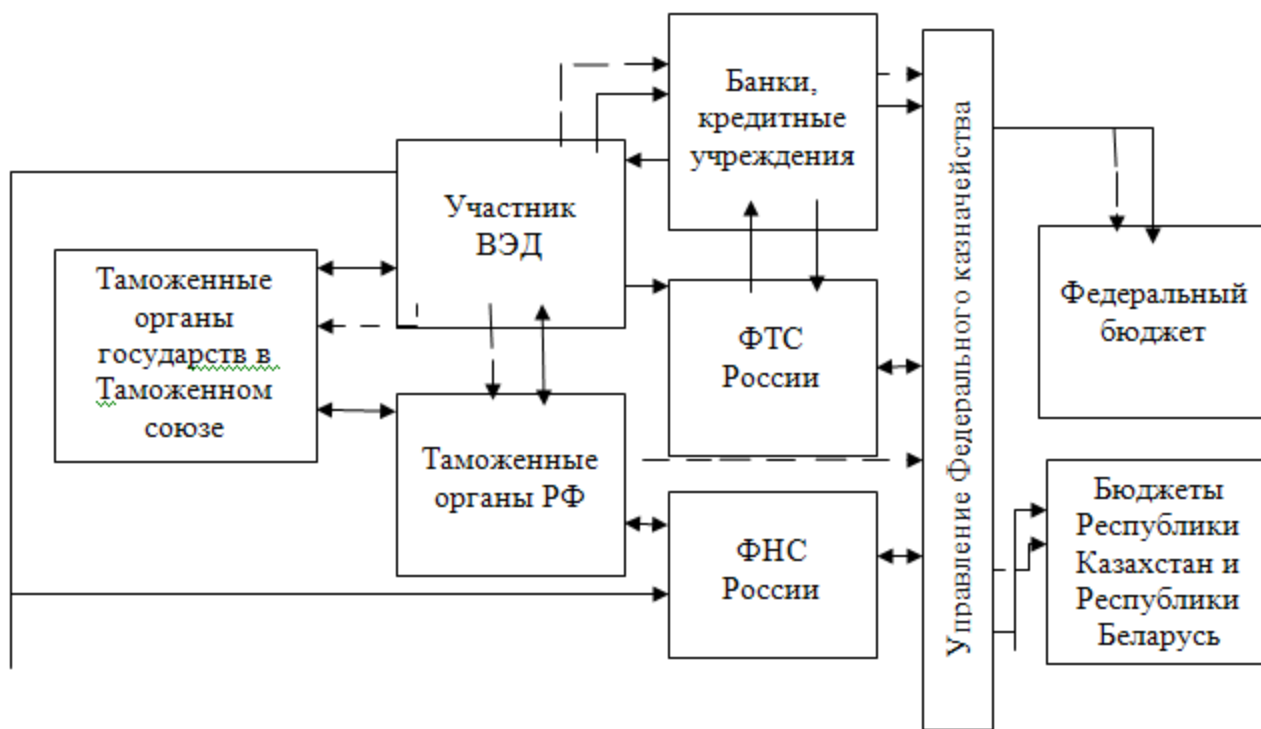 Банки,
кредитные
учреждения
Участник
ВЭД
Таможенные
органы
государств в
Таможенном
союзе
ФТС
России
Таможенные
органы РФ
ФНС
России
Управление Федерального казначейства
Федеральный
бюджет
Бюджеты
Республики
Казахстан и
Республики
Беларусь